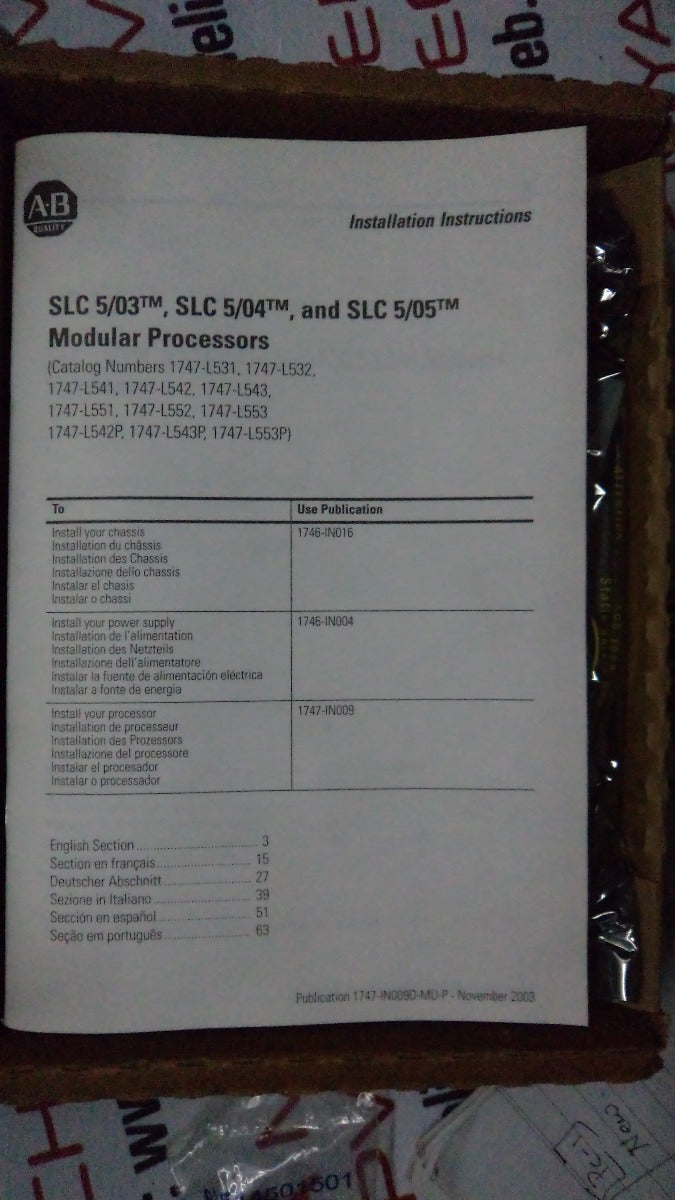 A·B
QUALITY
Installation Instructions
SLC 5/03™, SLC 5/04™, and SLC 5/05™
Modular Processors
(Catalog Numbers 1747-L531, 1747-L532,
1747-L541, 1747-L542, 1747-L543,
1747-L551, 1747-L552, 1747-L553
1747-L542P, 1747-L543P, 1747-L553P)
To Use Publication
Install your chassis 1746-IN016
Installation du châssis
Installation des Chassis
Installazione dello chassis
Instalar el chasis
Instalar o chassi
Install your power supply 1746-IN004
Installation de l'alimentation
Installation des Netzteils
Installazione dell'alimentatore
Instalar la fuente de alimentación eléctrica
Instalar a fonte de energia
Install your processor 1747-IN009
Installation de processeur
Installation des Prozessors
Installazione del processore
Instalar el procesador
Instalar o processador
English Section 3
Section en français 15
Deutscher Abschnitt 27
Sezione in Italiano 39
Sección en español 51
Seção em português 63
Publication 1747-IN009D-MU-P - November 2003
ATTENTION
Static
New